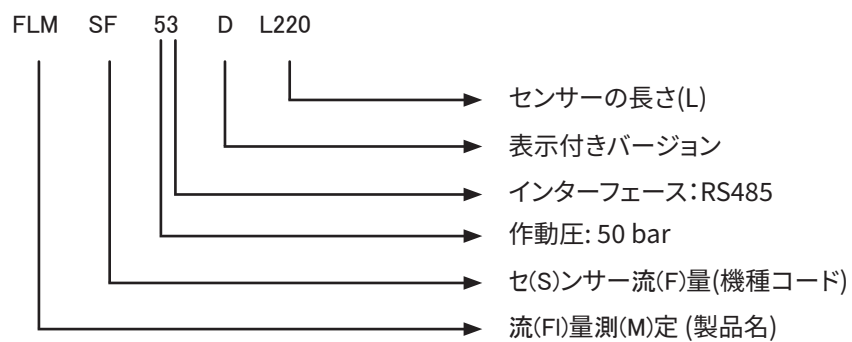 FLM SF 53 D L220
センサーの長さ(L)
表示付きバージョン
インターフェース：RS485
作動圧: 50 bar
セ(S)ンサー流(F)量(機種コード)
流(Fl)量測(M)定 (製品名)